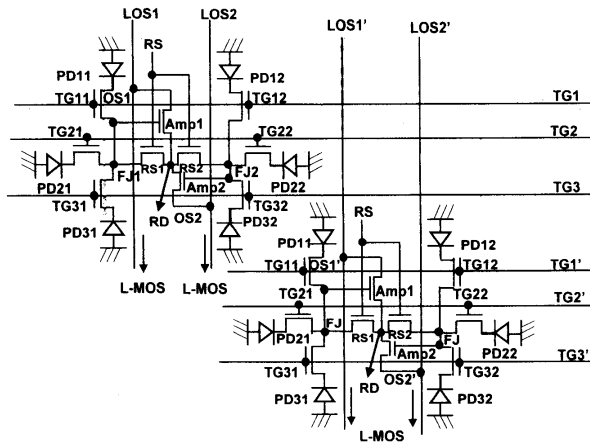 LOS1 LOS2 LOS1' LOS2'
RS
PD11 PD12
OS1
TG11 TG12 TG1
Amp1
TG21 TG22 TG2
FJ1 RS1 RS2 FJ2
PD21 Amp2 PD22
TG31 TG32 TG3
RD OS2
PD31 PD32 RS
PD11 PD12
L-MOS L-MOS TG11 OS1' TG12 TG1'
TG21 Amp1 TG22 TG2'
FJ RS1 RS2 FJ
PD21 Amp2 PD22
TG31 RD OS2' TG32 TG3'
PD31 PD32
L-MOS